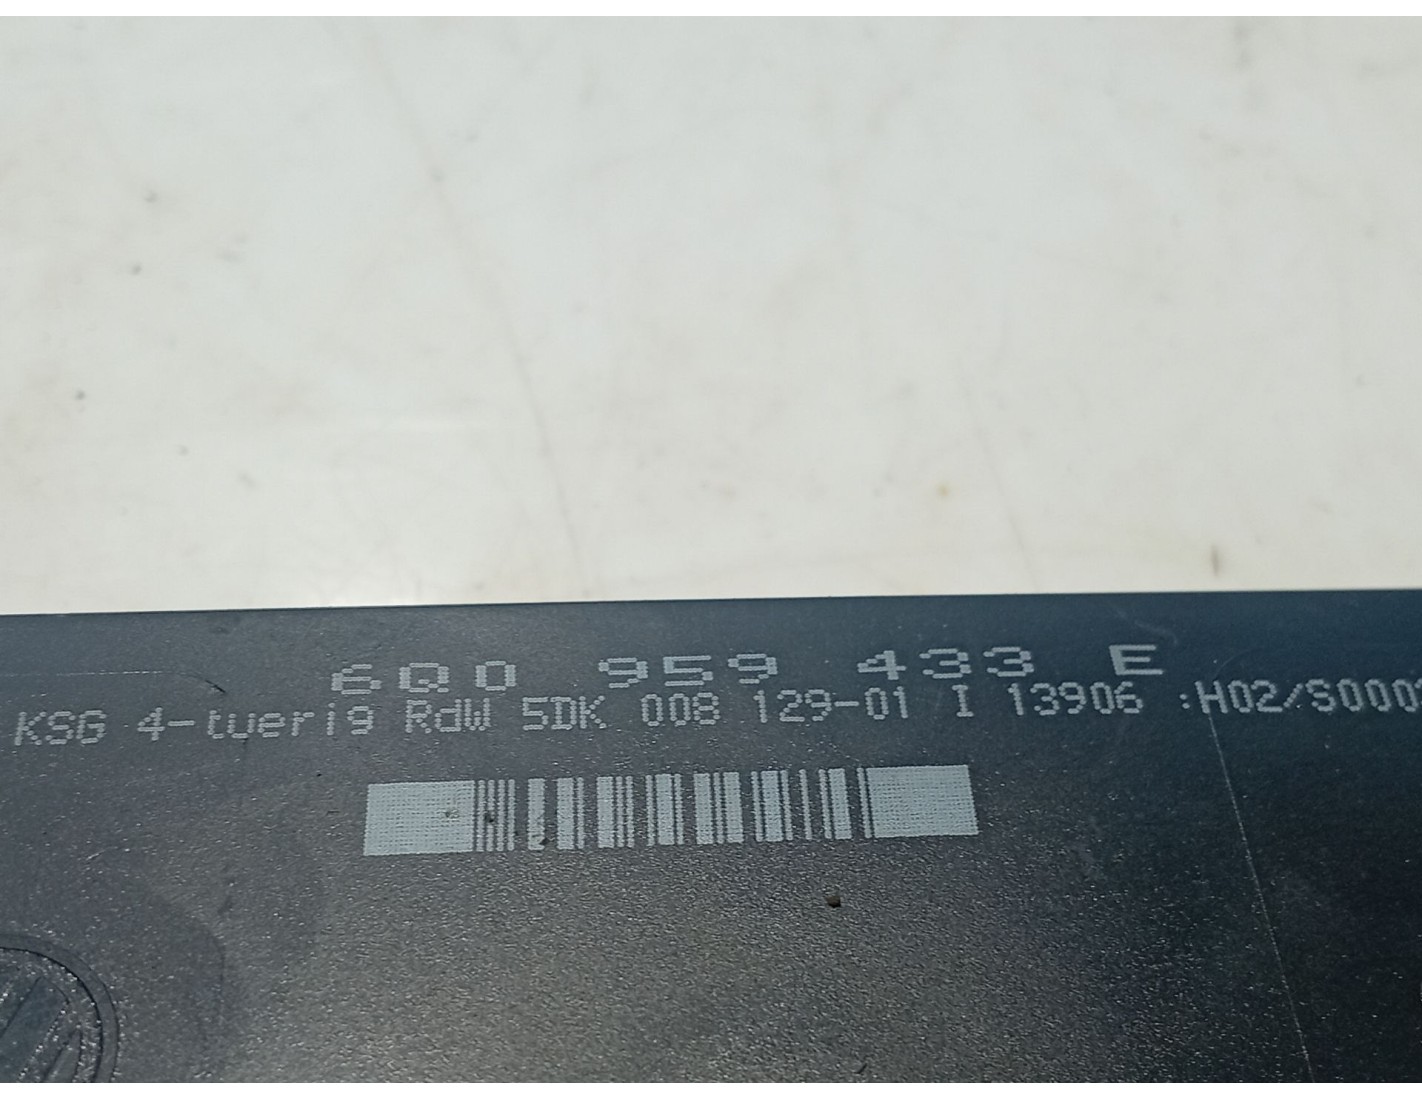 6Q0 959 433 E
KSG 4-tuerig RdW 5DK 008 129-01 I 13906 :H02/S000